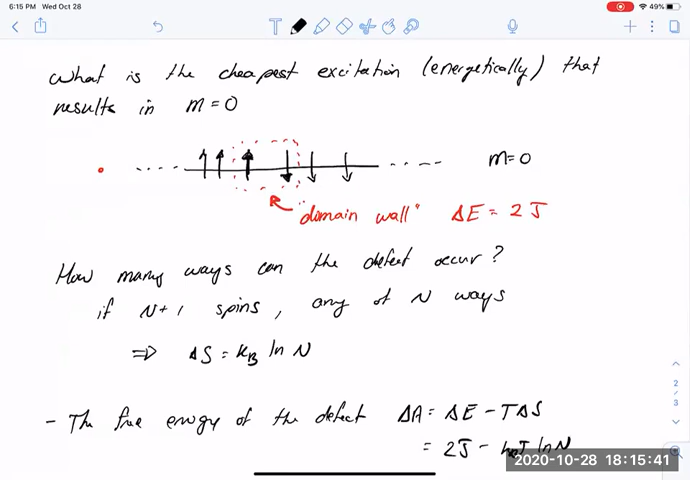 6:15 PM Wed Oct 28
49%
What is the cheapest excitation (energetically) that
results in m=0
m=0
"domain wall" ΔE = 2J
How many ways can the defect occur?
if N+1 spins, any of N ways
⇒ ΔS = k_B ln N
- The free energy of the defect ΔA = ΔE - TΔS
= 2J - k_BT ln N
2
/
3
2020-10-28 18:15:41